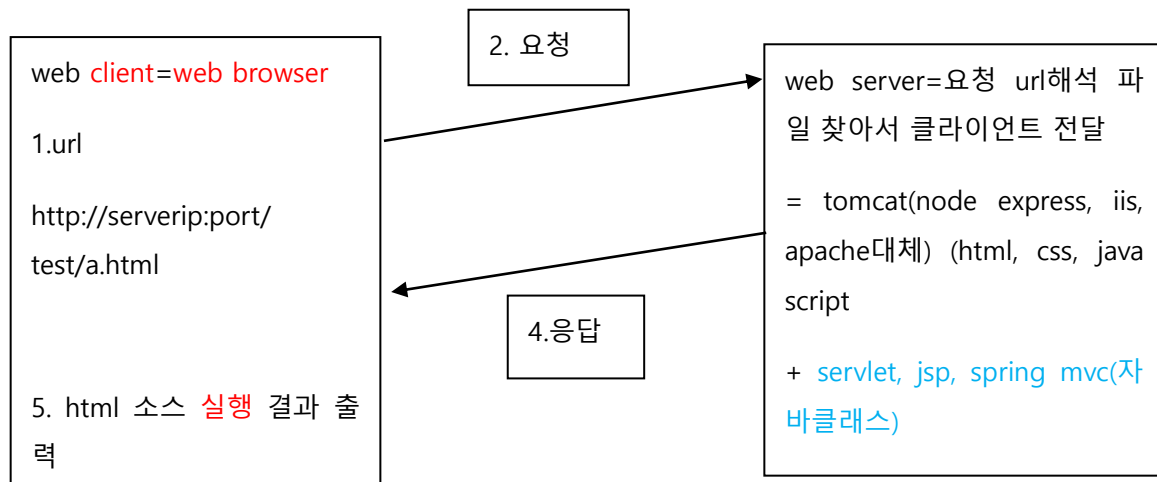 web client=web browser
1.url
http://serverip:port/
test/a.html
5. html 소스 실행 결과 출
력
2. 요청
4.응답
web server=요청 url해석 파
일 찾아서 클라이언트 전달
= tomcat(node express, iis,
apache대체) (html, css, java
script
+ servlet, jsp, spring mvc(자
바클래스)